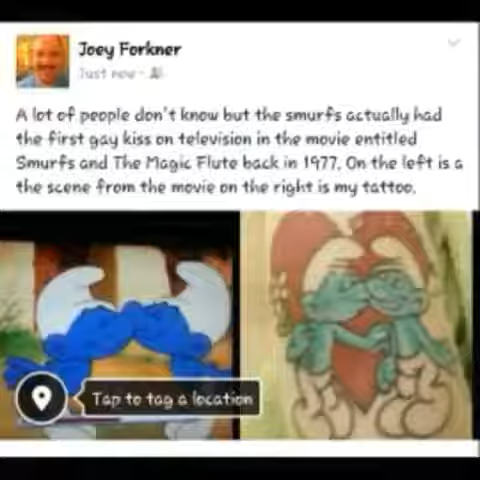 Joey Forkner
Just now
A lot of people don't know but the smurfs actually had
the first gay kiss on television in the movie entitled
Smurfs and The Magic Flute back in 1977. On the left is a
the scene from the movie on the right is my tattoo.
Tap to tag a location